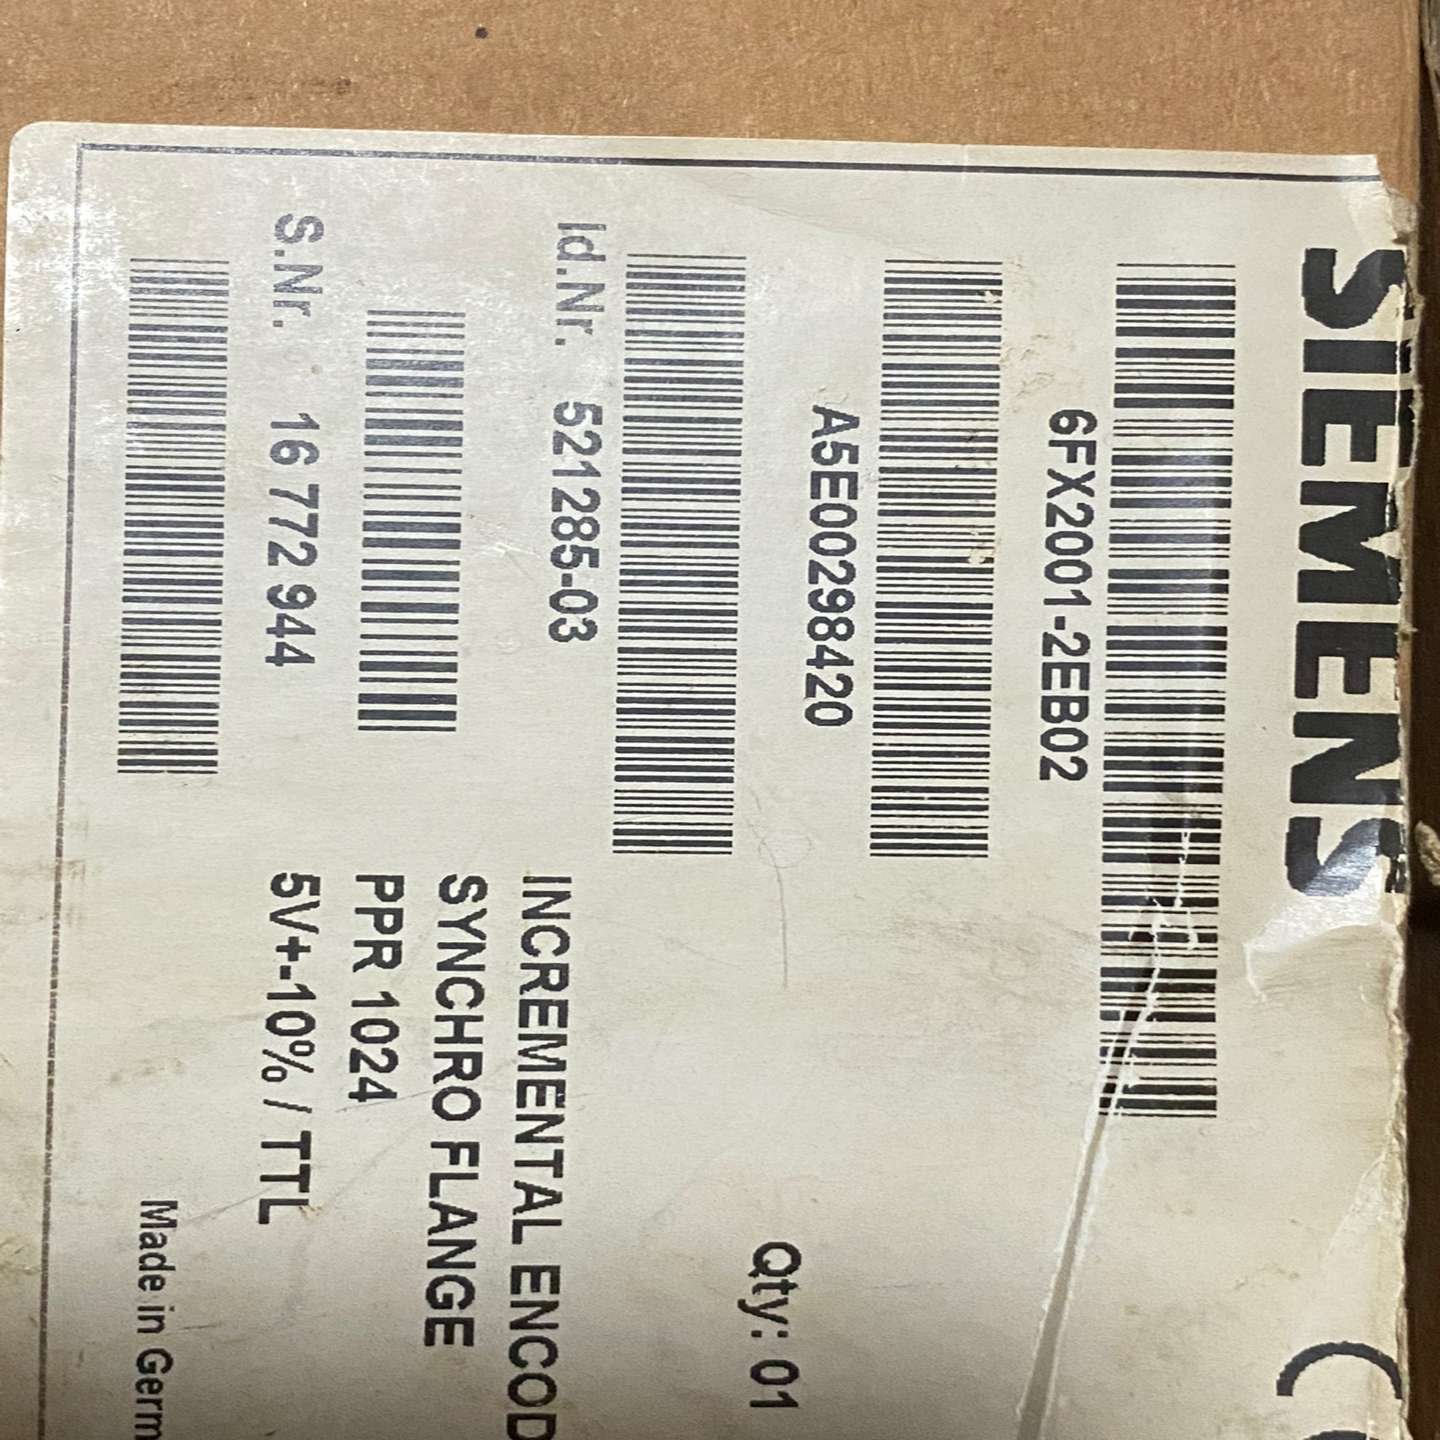 SIEMENS
6FX2001-2EB02
A5E00298420
Qty: 01
Id.Nr. 521285-03
INCREMENTAL ENCOD
SYNCHRO FLANGE
PPR 1024
S.Nr. 16 772 944
5V+-10% / TTL
Made in Germ